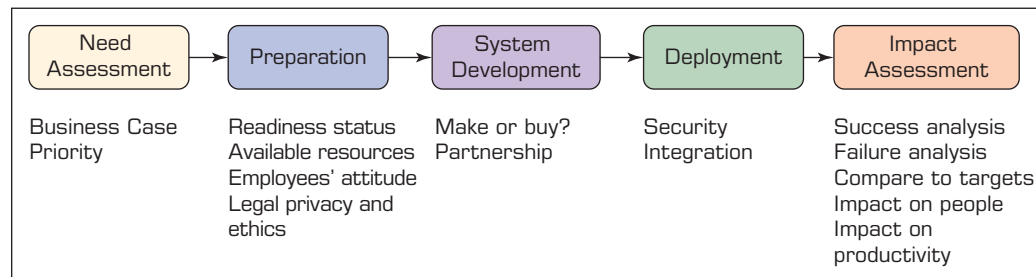 Need
Assessment
Preparation
System
Development
Deployment
Impact
Assessment
Business Case
Priority
Readiness status
Available resources
Employees' attitude
Legal privacy and
ethics
Make or buy?
Partnership
Security
Integration
Success analysis
Failure analysis
Compare to targets
Impact on people
Impact on
productivity